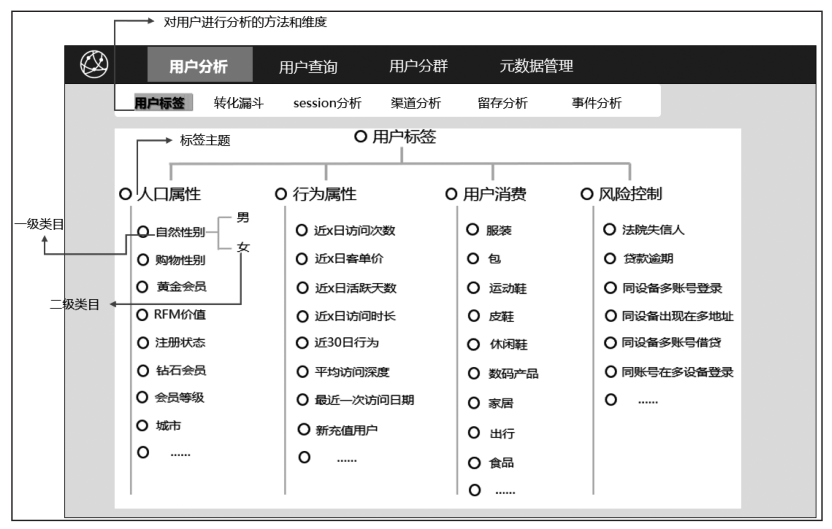 对用户进行分析的方法和维度
用户分析 用户查询 用户分群 元数据管理
用户标签 转化漏斗 session分析 渠道分析 留存分析 事件分析
标签主题
用户标签
人口属性 行为属性 用户消费 风险控制
一级类目
二级类目
自然性别
男
女
购物性别
黄金会员
RFM价值
注册状态
钻石会员
会员等级
城市
......
近x日访问次数
近x日客单价
近x日活跃天数
近x日访问时长
近30日行为
平均访问深度
最近一次访问日期
新充值用户
......
服装
包
运动鞋
皮鞋
休闲鞋
数码产品
家居
出行
食品
......
法院失信人
贷款逾期
同设备多账号登录
同设备出现在多地址
同设备多账号借贷
同账号在多设备登录
......